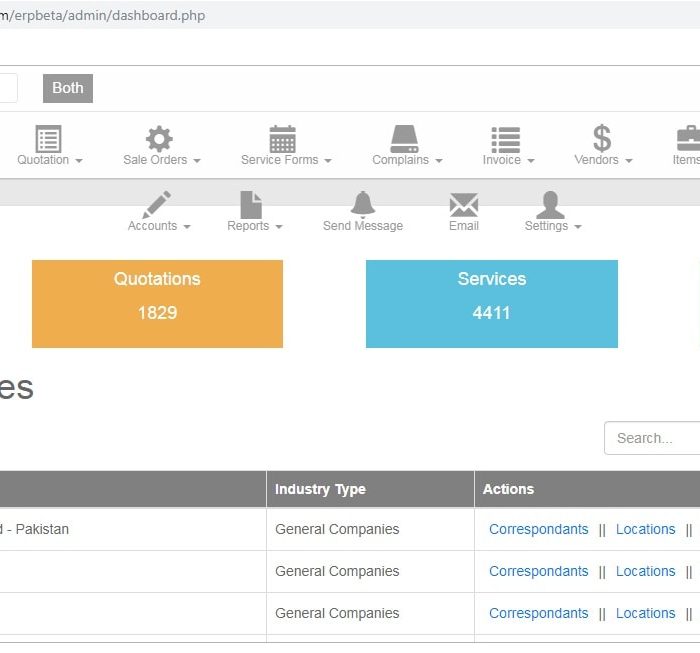 m/erpbeta/admin/dashboard.php
Both
Quotation Sale Orders Service Forms Complains Invoice Vendors Items
Accounts Reports Send Message Email Settings
Quotations Services
1829 4411
es
Search...
Industry Type Actions
d - Pakistan General Companies Correspondants || Locations ||
General Companies Correspondants || Locations ||
General Companies Correspondants || Locations ||